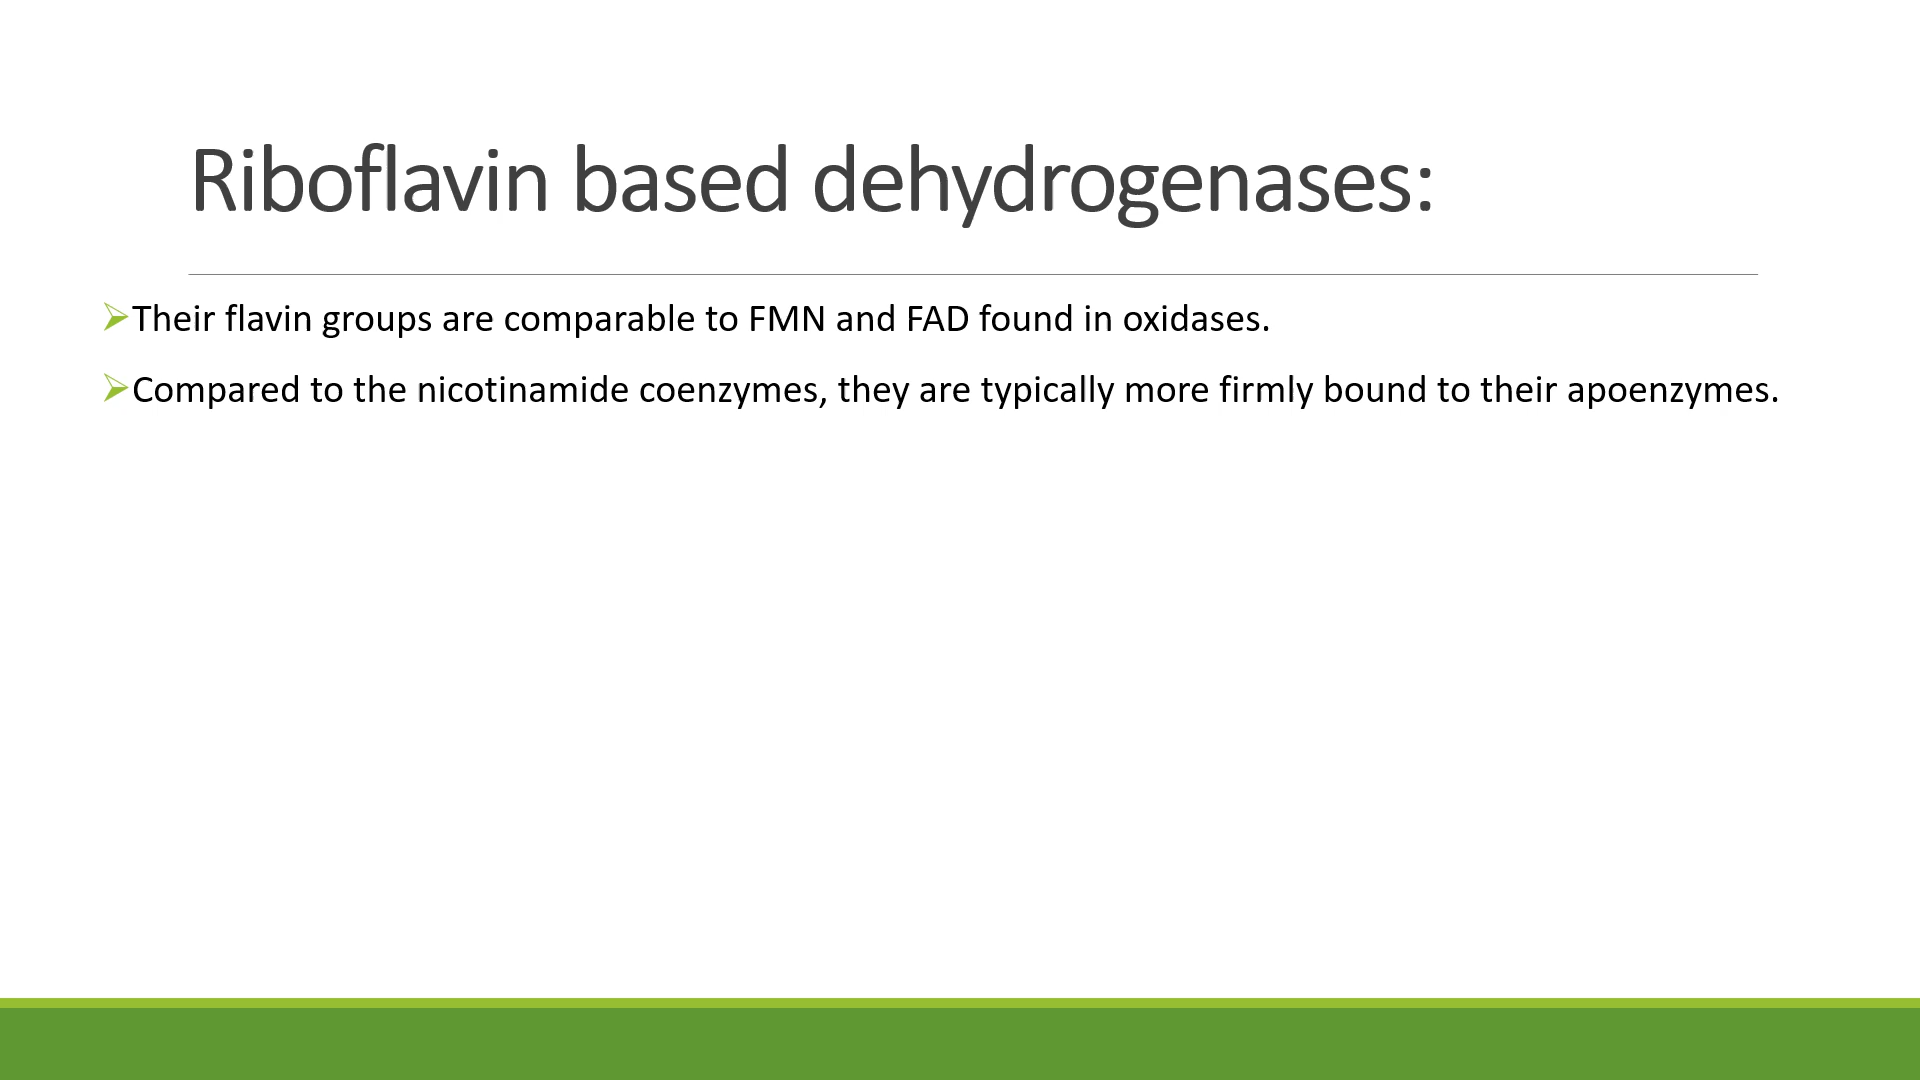 Riboflavin based dehydrogenases:
➢Their flavin groups are comparable to FMN and FAD found in oxidases.
➢Compared to the nicotinamide coenzymes, they are typically more firmly bound to their apoenzymes.